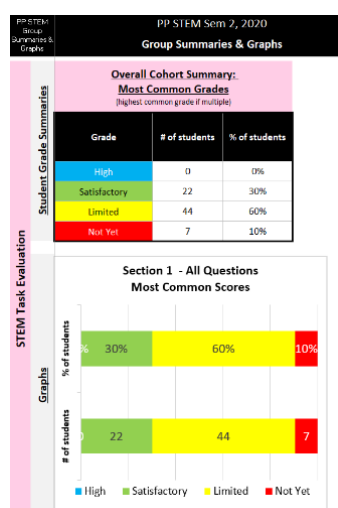 PP STEM
Group
Summaries &
Graphs
PP STEM Sem 2, 2020
Group Summaries & Graphs
STEM Task Evaluation
Student Grade Summaries
Overall Cohort Summary:
Most Common Grades
(highest common grade if multiple)
Grade # of students % of students
High 0 0%
Satisfactory 22 30%
Limited 44 60%
Not Yet 7 10%
Graphs
Section 1 - All Questions
Most Common Scores
% of students
% 30% 60% 10%
# of students
22 44 7
High Satisfactory Limited Not Yet